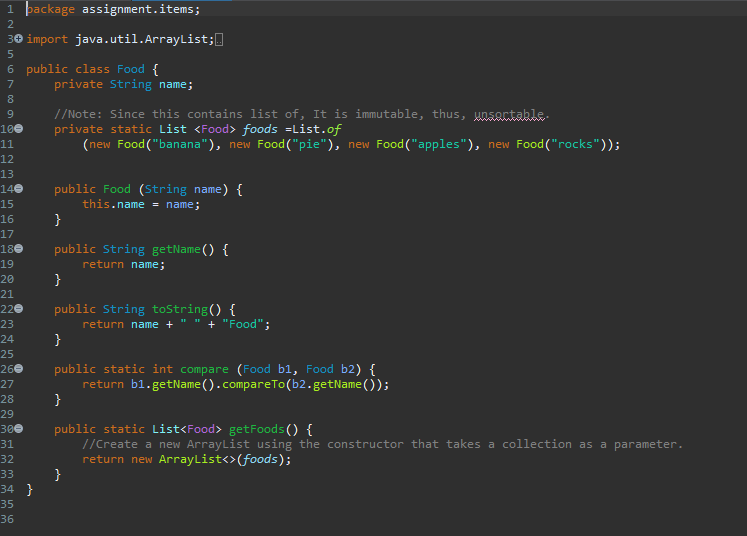 1 package assignment.items;
2
3 import java.util.ArrayList;
5
6 public class Food {
7 private String name;
8
9 //Note: Since this contains list of, It is immutable, thus, unsortable.
10 private static List <Food> foods =List.of
11 (new Food("banana"), new Food("pie"), new Food("apples"), new Food("rocks"));
12
13
14 public Food (String name) {
15 this.name = name;
16 }
17
18 public String getName() {
19 return name;
20 }
21
22 public String toString() {
23 return name + " " + "Food";
24 }
25
26 public static int compare (Food b1, Food b2) {
27 return b1.getName().compareTo(b2.getName());
28 }
29
30 public static List<Food> getFoods() {
31 //Create a new ArrayList using the constructor that takes a collection as a parameter.
32 return new ArrayList<>(foods);
33 }
34 }
35
36